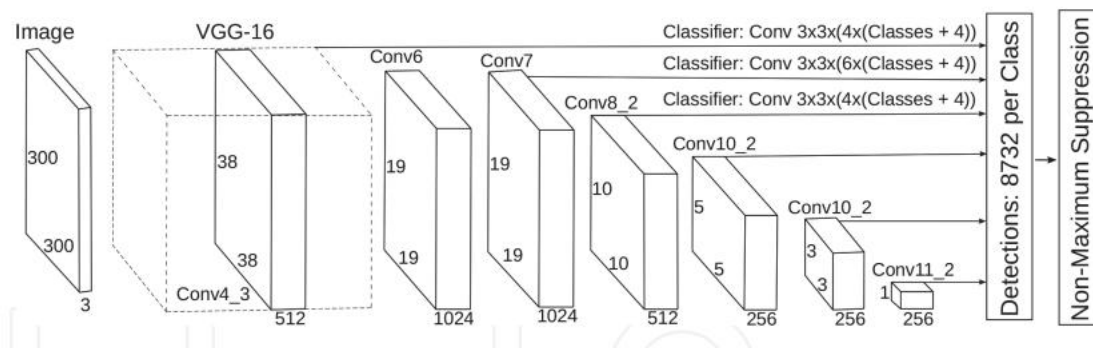 Image
300
300
3
VGG-16
38
38
Conv4_3
512
Conv6
19
19
1024
Conv7
19
19
1024
Conv8_2
10
10
512
Conv10_2
5
5
256
Conv10_2
3
3
256
Conv11_2
1
256
Classifier: Conv 3x3x(4x(Classes + 4))
Classifier: Conv 3x3x(6x(Classes + 4))
Classifier: Conv 3x3x(4x(Classes + 4))
Detections: 8732 per Class
Non-Maximum Suppression